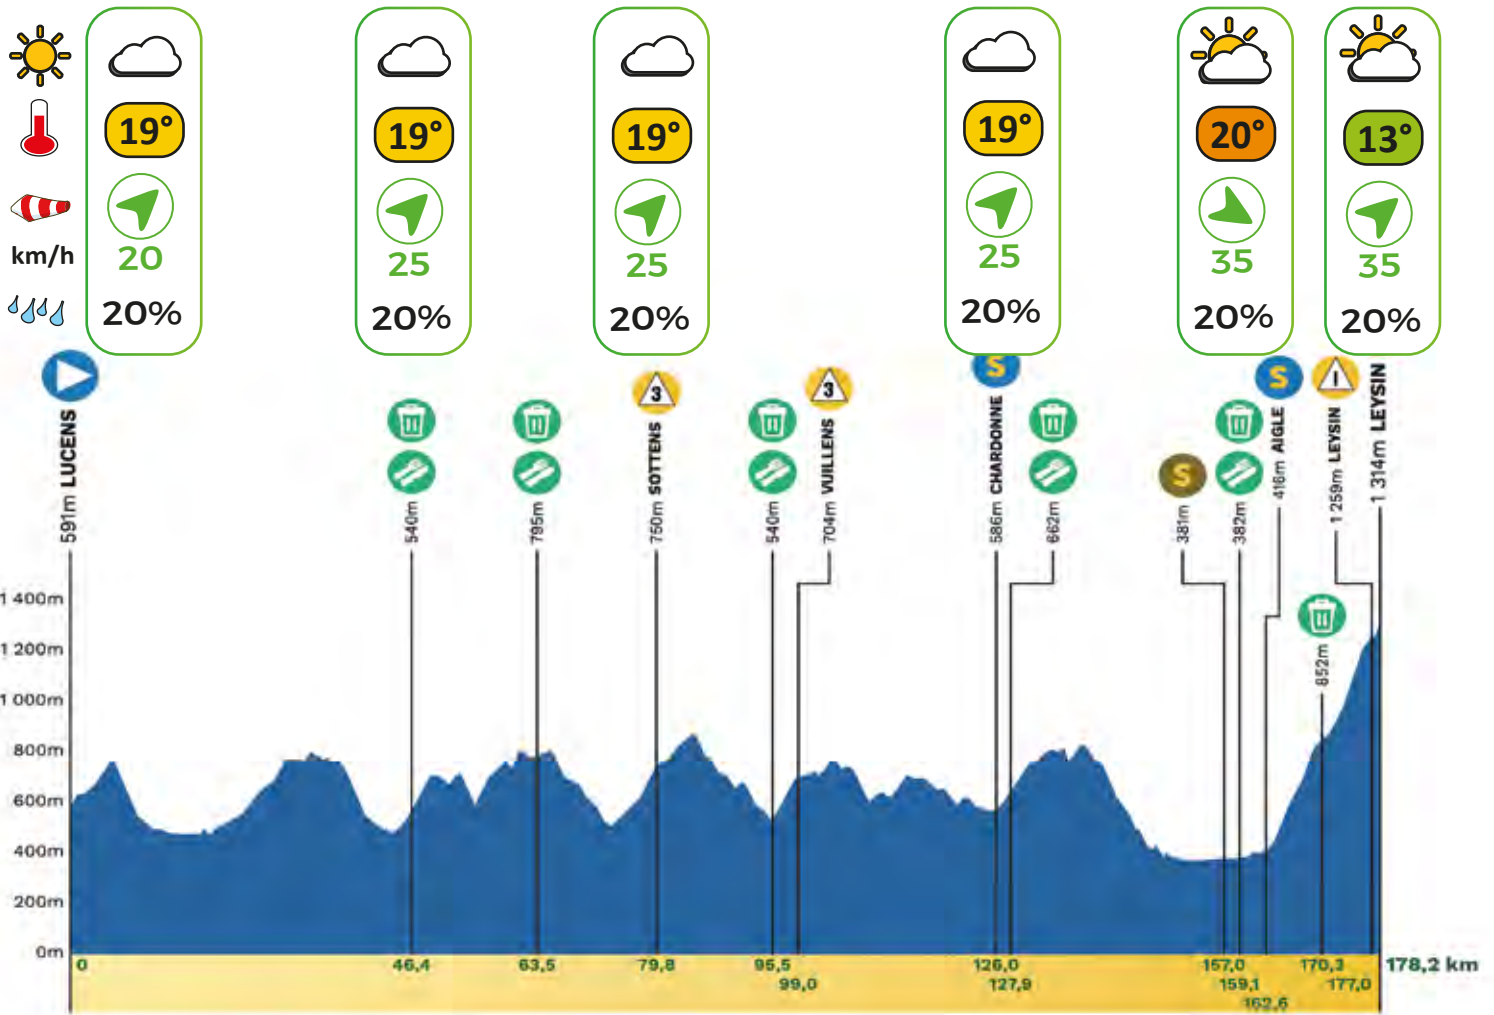 19° 19° 19° 19° 20° 13°
km/h 20 25 25 25 35 35
20% 20% 20% 20% 20% 20%
591m LUCENS
540m
795m
3
750m SOTTENS
540m
3
704m VUILLENS
S
586m CHARDONNE
662m
S
381m
382m
S
416m AIGLE
1
1 259m LEYSIN
1 314m LEYSIN
852m
1 400m
1 200m
1 000m
800m
600m
400m
200m
0m
0 46,4 63,5 79,8 95,5 126,0 157,0 170,3 178,2 km
99,0 127,9 159,1 177,0
162,6